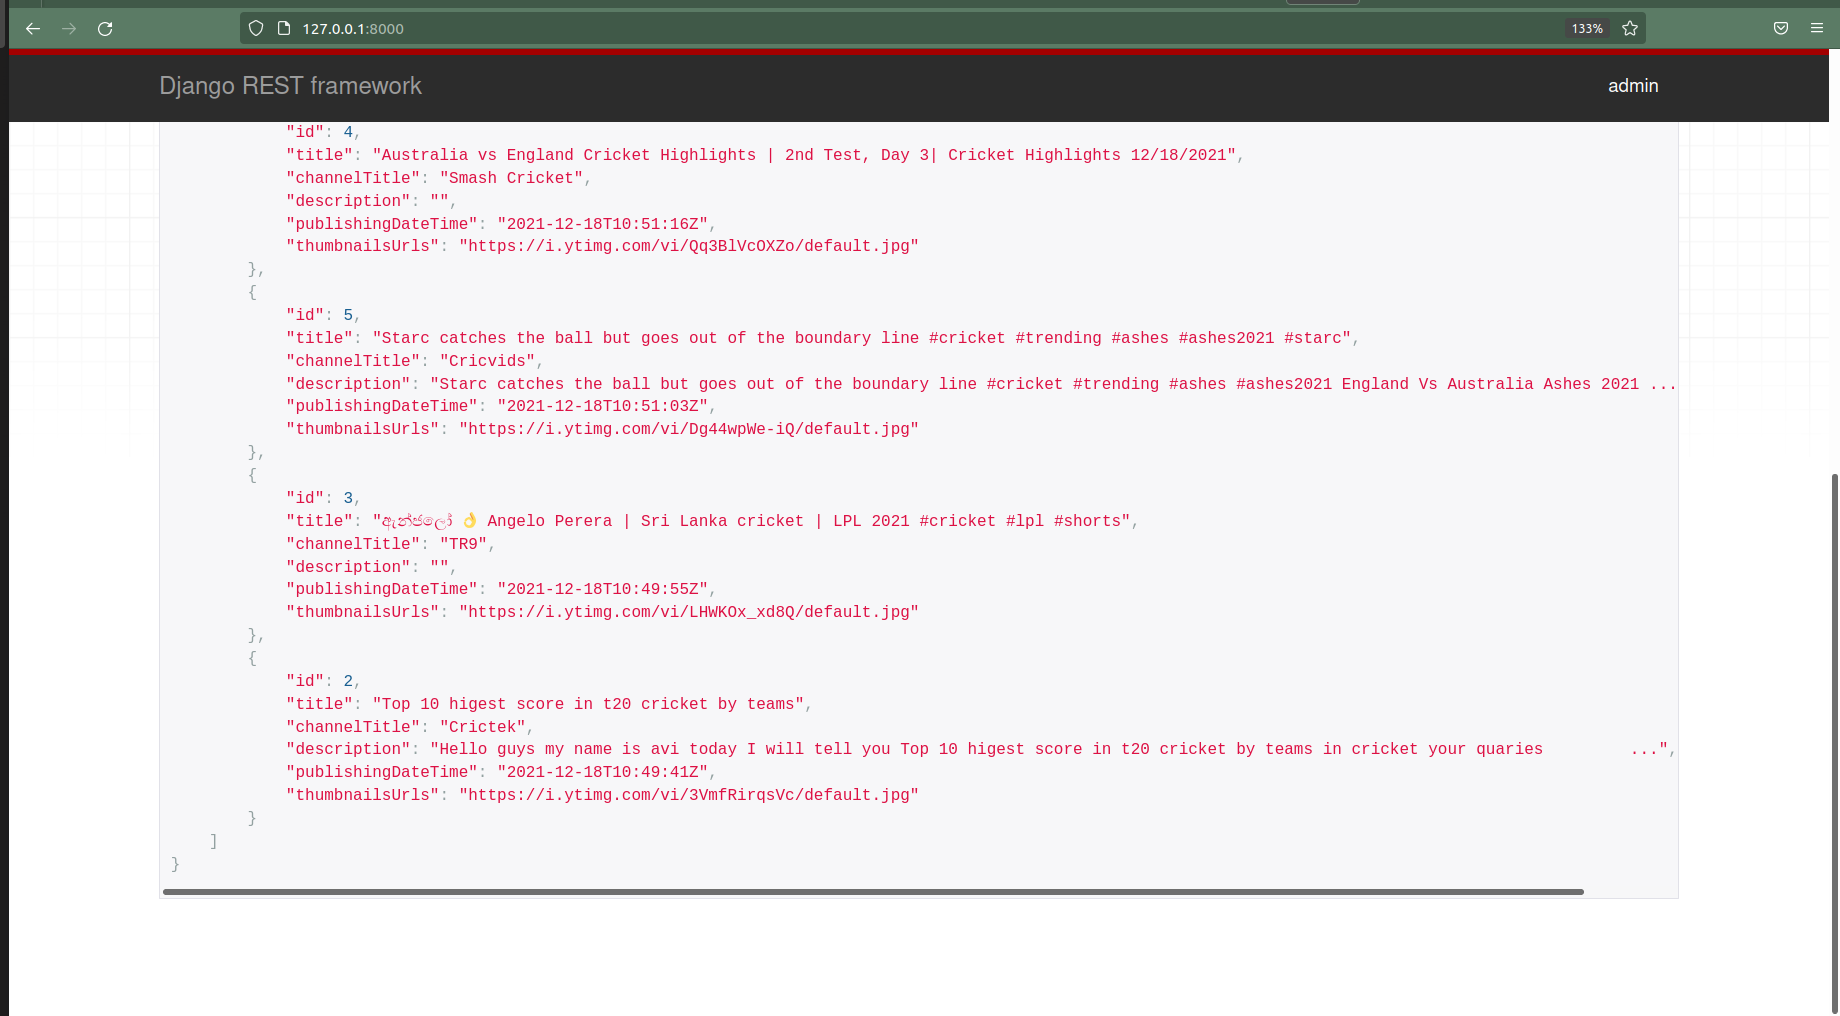 127.0.0.1:8000
133%
Django REST framework
admin
"id": 4,
"title": "Australia vs England Cricket Highlights | 2nd Test, Day 3| Cricket Highlights 12/18/2021",
"channelTitle": "Smash Cricket",
"description": "",
"publishingDateTime": "2021-12-18T10:51:16Z",
"thumbnailsUrls": "https://i.ytimg.com/vi/Qq3BlVcOXZo/default.jpg"
},
{
"id": 5,
"title": "Starc catches the ball but goes out of the boundary line #cricket #trending #ashes #ashes2021 #starc",
"channelTitle": "Cricvids",
"description": "Starc catches the ball but goes out of the boundary line #cricket #trending #ashes #ashes2021 England Vs Australia Ashes 2021 ...
"publishingDateTime": "2021-12-18T10:51:03Z",
"thumbnailsUrls": "https://i.ytimg.com/vi/Dg44wpWe-iQ/default.jpg"
},
{
"id": 3,
"title": "ඇන්ජලෝ 👌 Angelo Perera | Sri Lanka cricket | LPL 2021 #cricket #lpl #shorts",
"channelTitle": "TR9",
"description": "",
"publishingDateTime": "2021-12-18T10:49:55Z",
"thumbnailsUrls": "https://i.ytimg.com/vi/LHWKOx_xd8Q/default.jpg"
},
{
"id": 2,
"title": "Top 10 higest score in t20 cricket by teams",
"channelTitle": "Crictek",
"description": "Hello guys my name is avi today I will tell you Top 10 higest score in t20 cricket by teams in cricket your quaries ...",
"publishingDateTime": "2021-12-18T10:49:41Z",
"thumbnailsUrls": "https://i.ytimg.com/vi/3VmfRirqsVc/default.jpg"
}
]
}